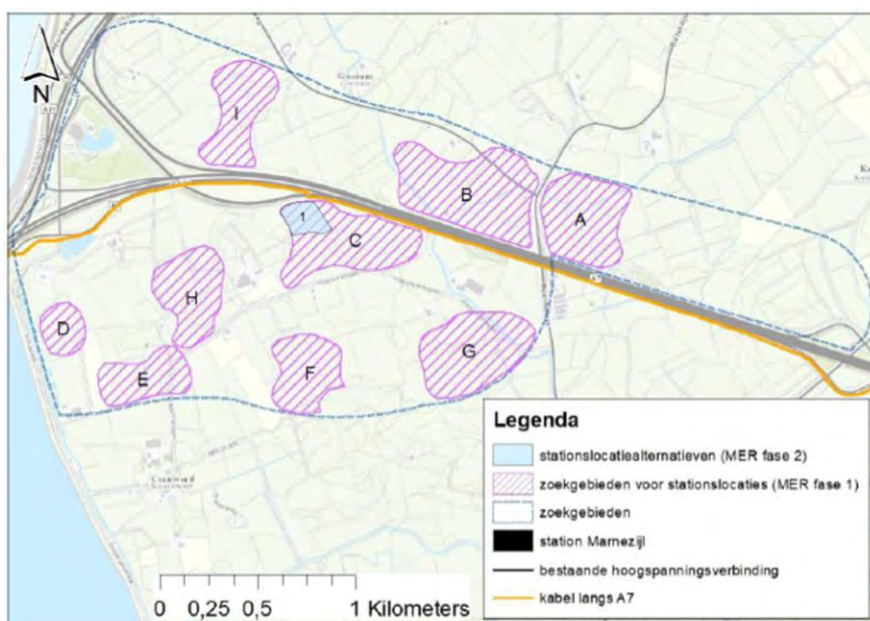 N
I
B
A
1
C
H
D
E
F
G
Legenda
stationslocatiealternatieven (MER fase 2)
zoekgebieden voor stationslocaties (MER fase 1)
zoekgebieden
station Marnezijl
bestaande hoogspanningsverbinding
kabel langs A7
0 0,25 0,5 1 Kilometers